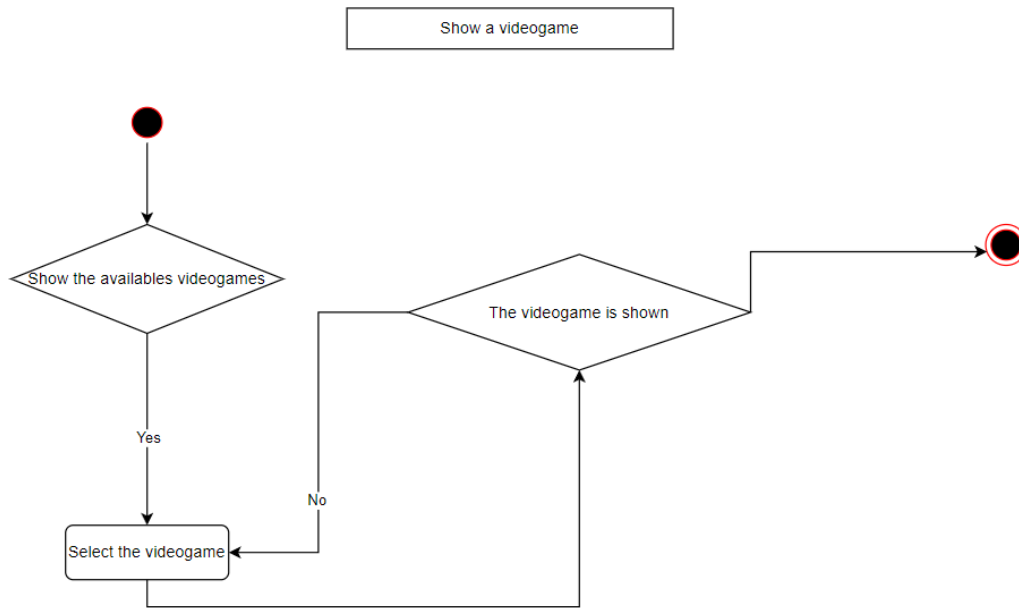 Show a videogame
Show the availables videogames
The videogame is shown
Yes
No
Select the videogame